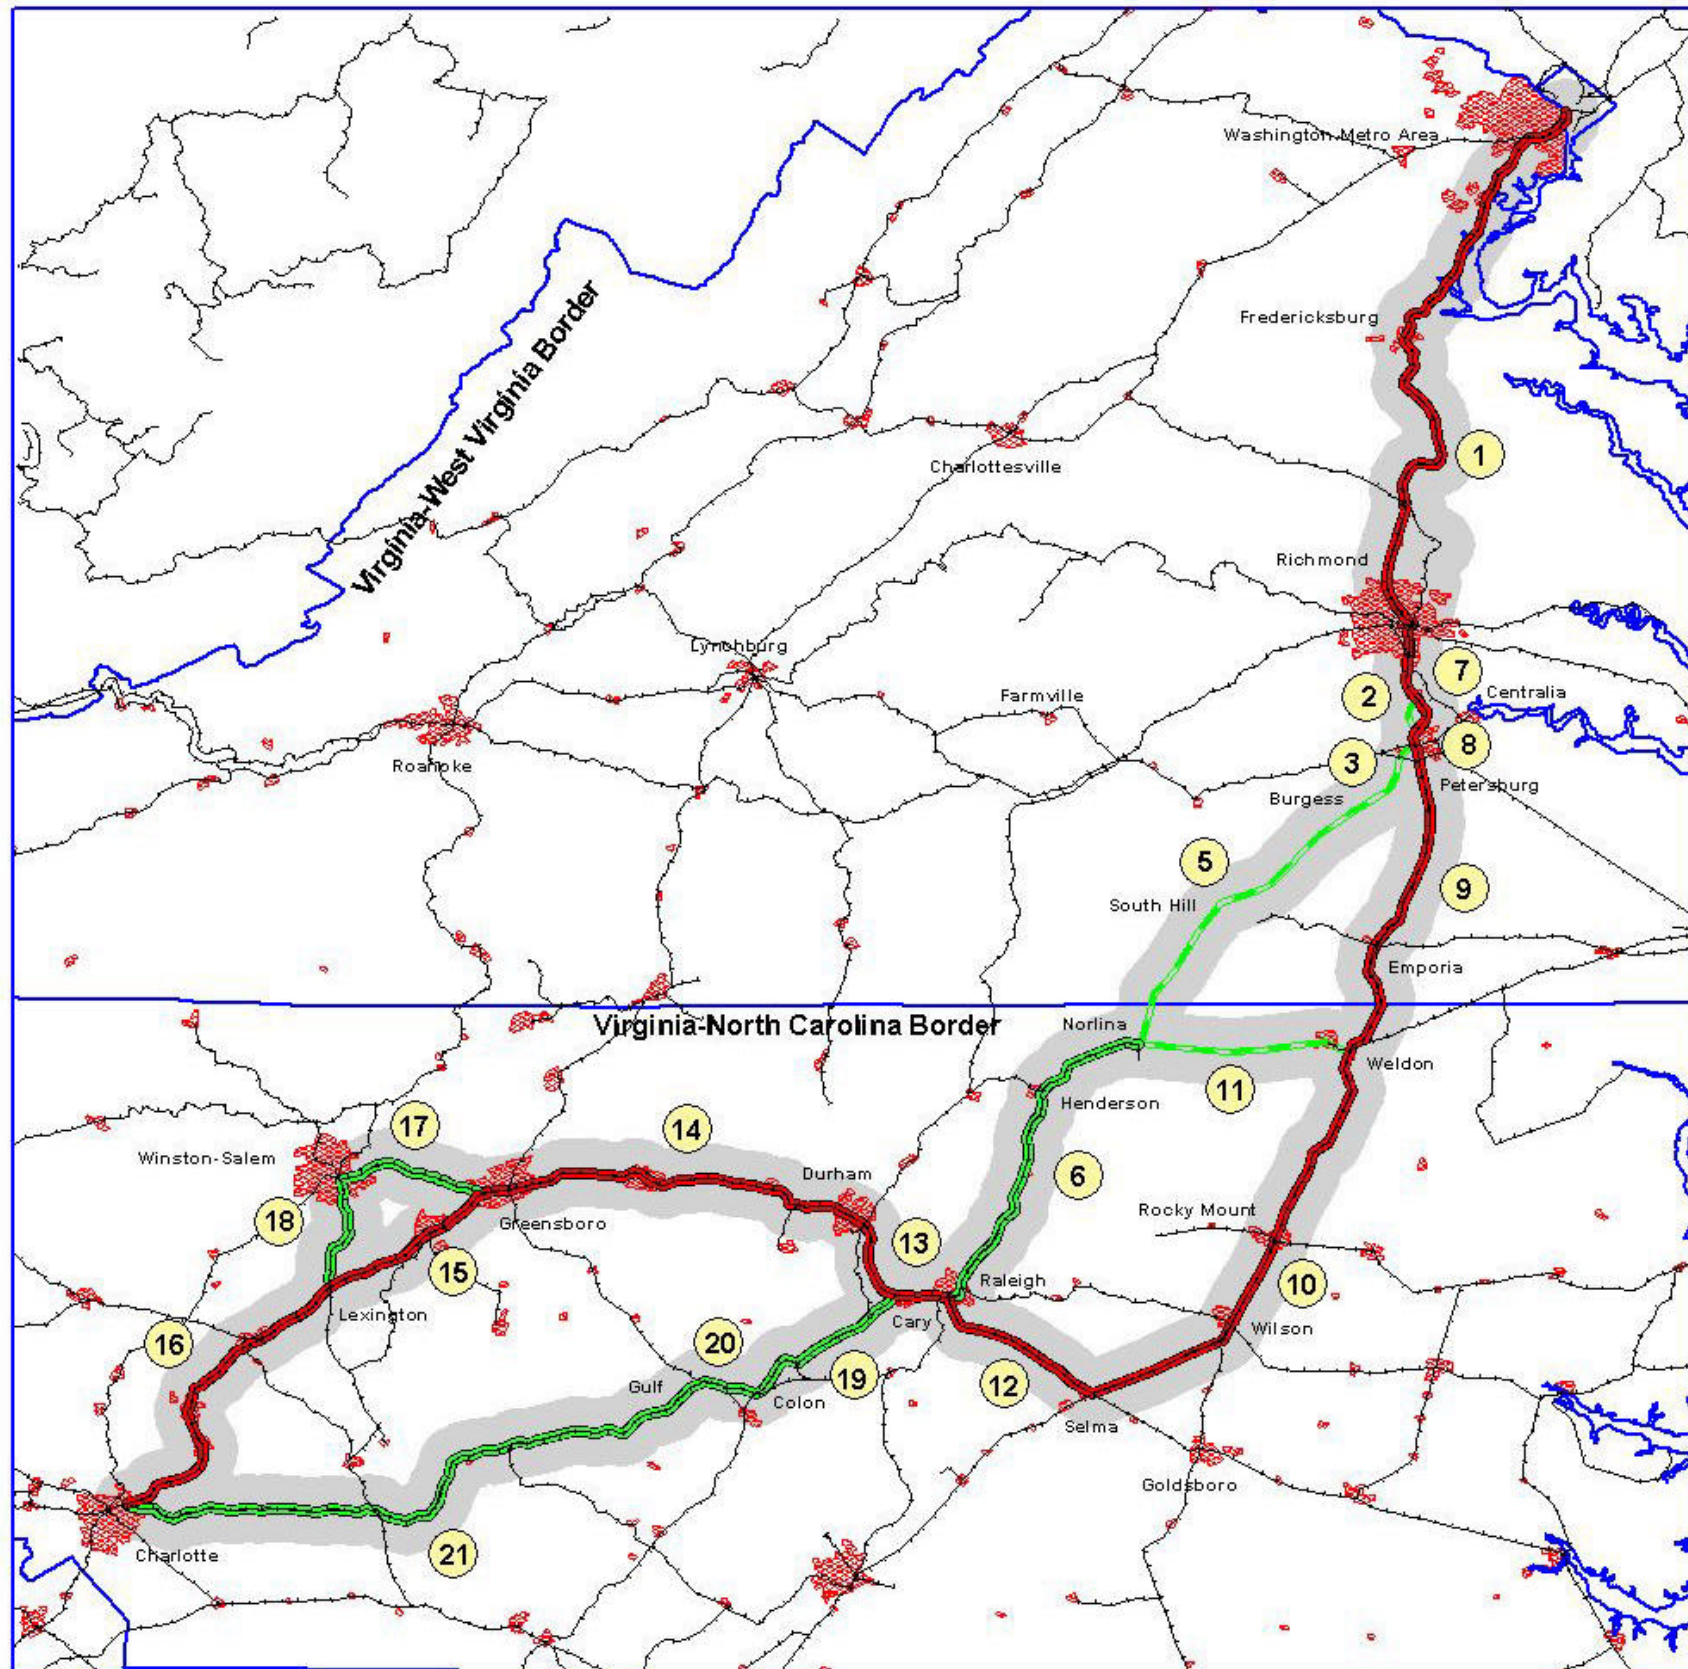 Washington Metro Area
Fredericksburg
Virginia-West Virginia Border
1
Charlottesville
Richmond
Lynchburg
7
2
Centralia
Farmville
8
Roanoke
3
Petersburg
Burgess
5
9
South Hill
Emporia
Virginia-North Carolina Border
Norlina
Weldon
11
Henderson
17
14
Winston-Salem
Durham
6
Rocky Mount
18
Greensboro
13
15
Raleigh
10
Lexington
Cary
Wilson
16
20
19
12
Gulf
Colon
Selma
Goldsboro
Charlotte
21